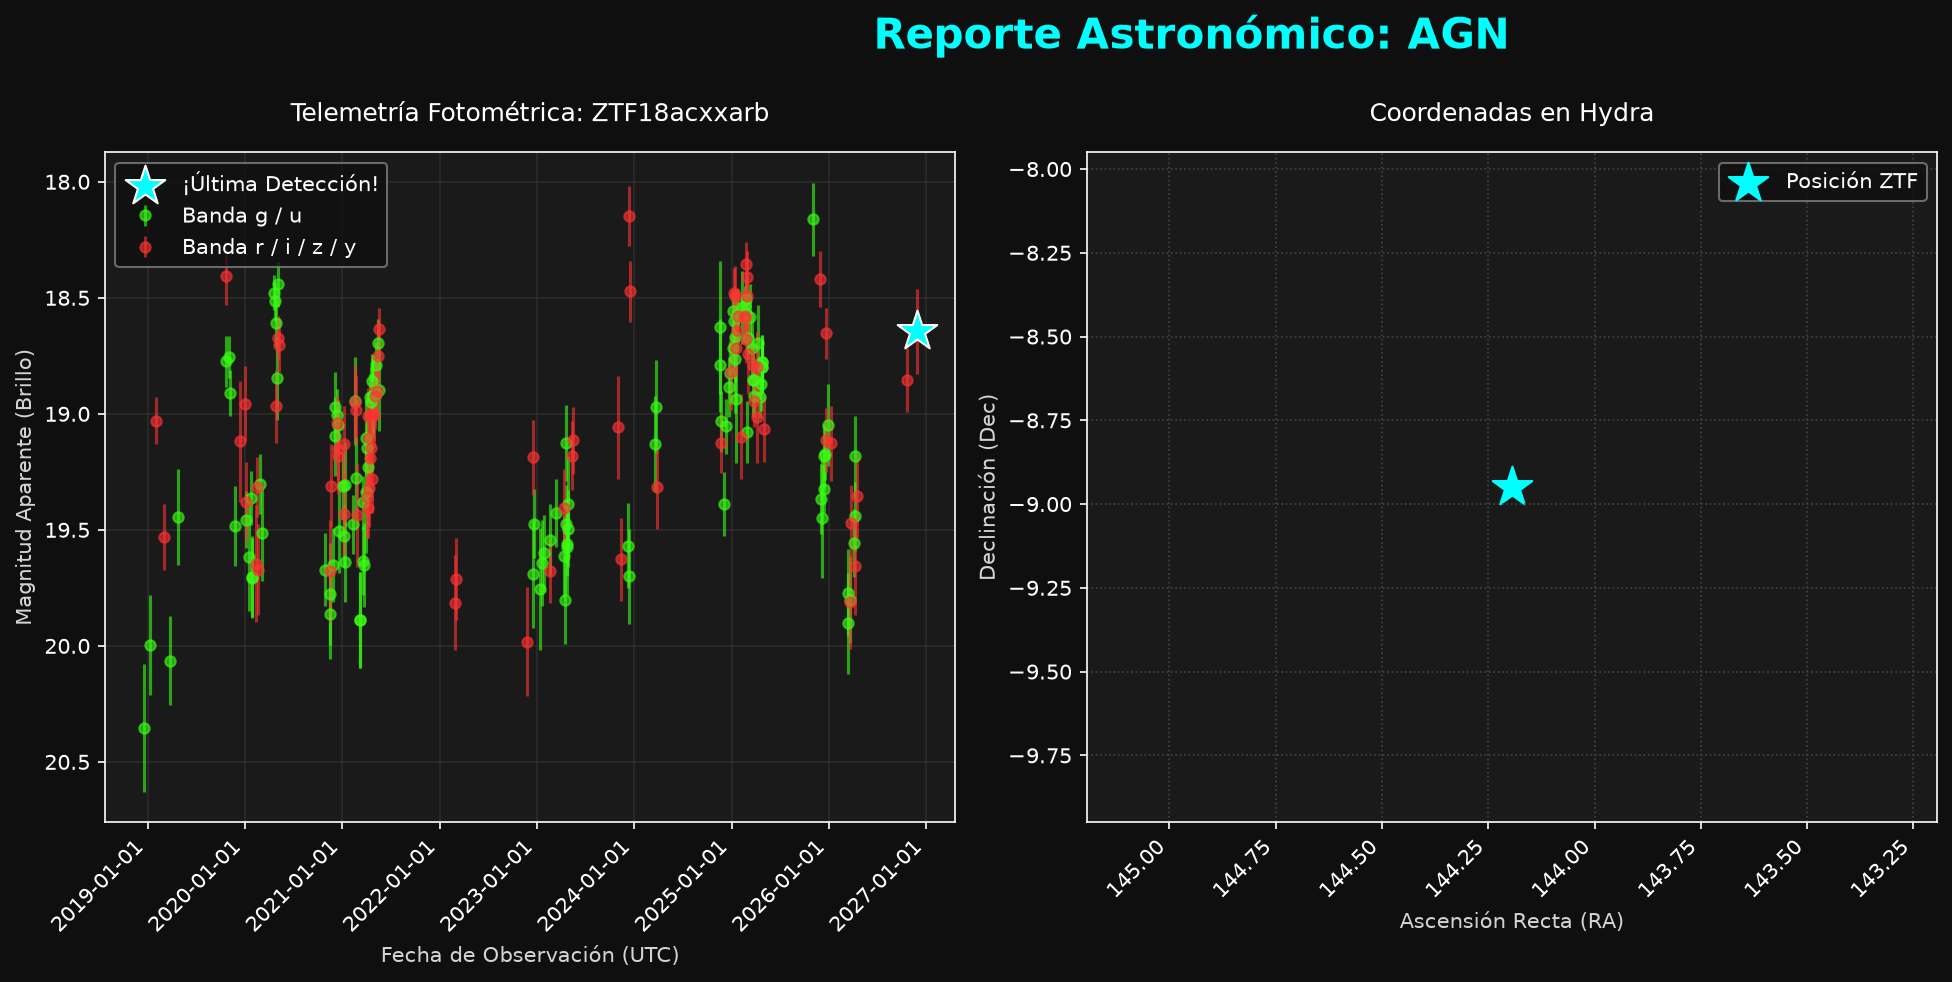 Reporte Astronómico: AGN
Telemetría Fotométrica: ZTF18acxxarb
¡Última Detección!
Banda g / u
Banda r / i / z / y
Magnitud Aparente (Brillo)
18.0
18.5
19.0
19.5
20.0
20.5
2019-01-01
2020-01-01
2021-01-01
2022-01-01
2023-01-01
2024-01-01
2025-01-01
2026-01-01
2027-01-01
Fecha de Observación (UTC)
Coordenadas en Hydra
Posición ZTF
Declinación (Dec)
−8.00
−8.25
−8.50
−8.75
−9.00
−9.25
−9.50
−9.75
145.00
144.75
144.50
144.25
144.00
143.75
143.50
143.25
Ascensión Recta (RA)